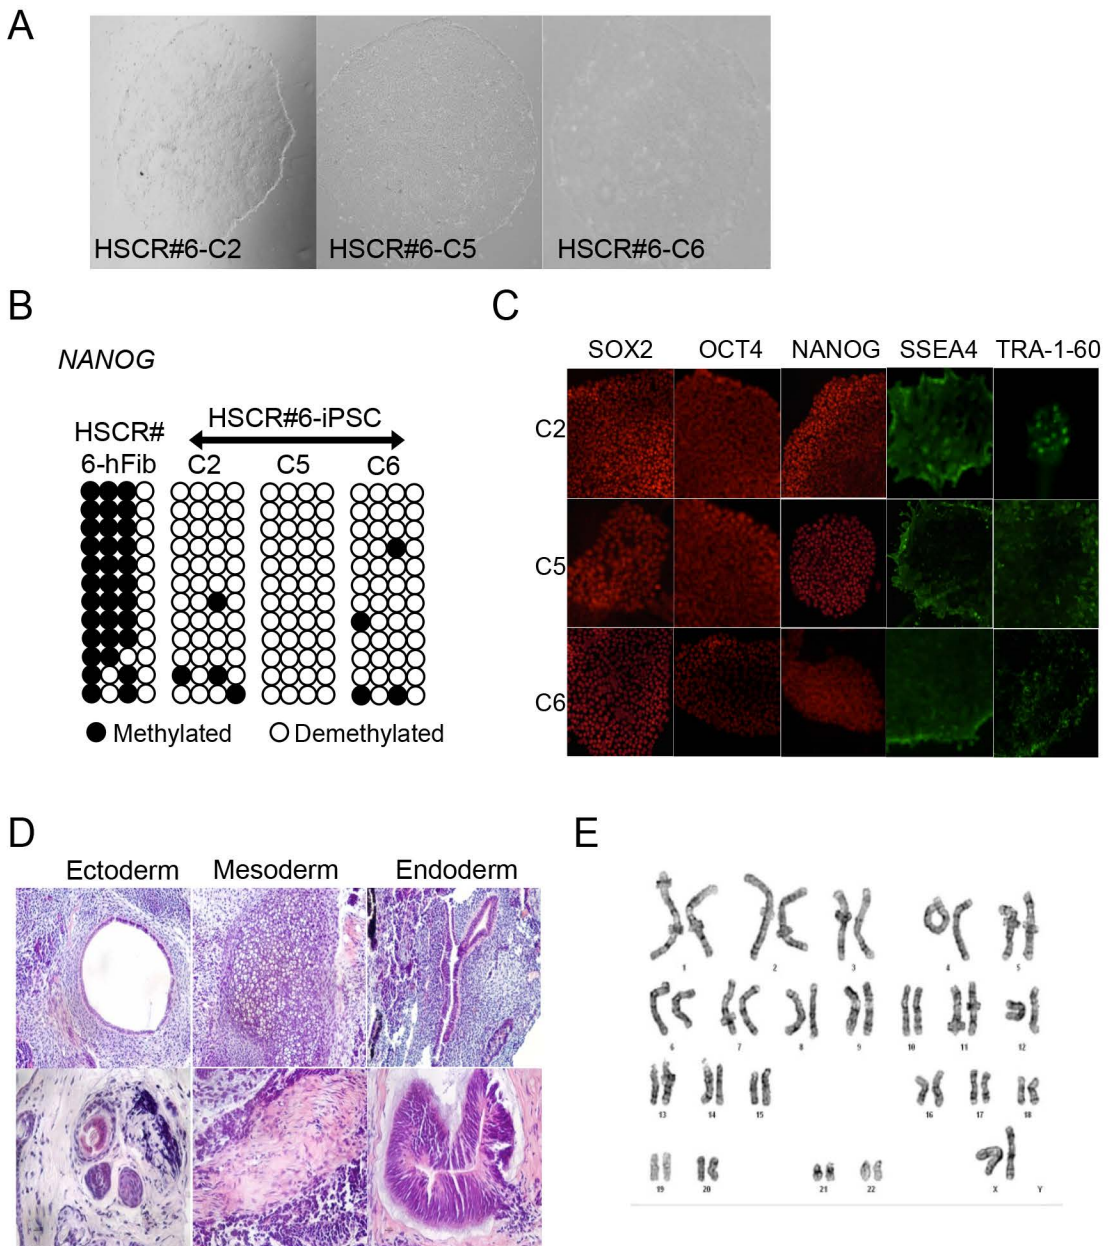 A
HSCR#6-C2
HSCR#6-C5
HSCR#6-C6
B
NANOG
HSCR#
6-hFib
HSCR#6-iPSC
C2
C5
C6
Methylated
Demethylated
C
SOX2
OCT4
NANOG
SSEA4
TRA-1-60
C2
C5
C6
D
Ectoderm
Mesoderm
Endoderm
E
1
2
3
4
5
6
7
8
9
10
11
12
13
14
15
16
17
18
19
20
21
22
X
Y